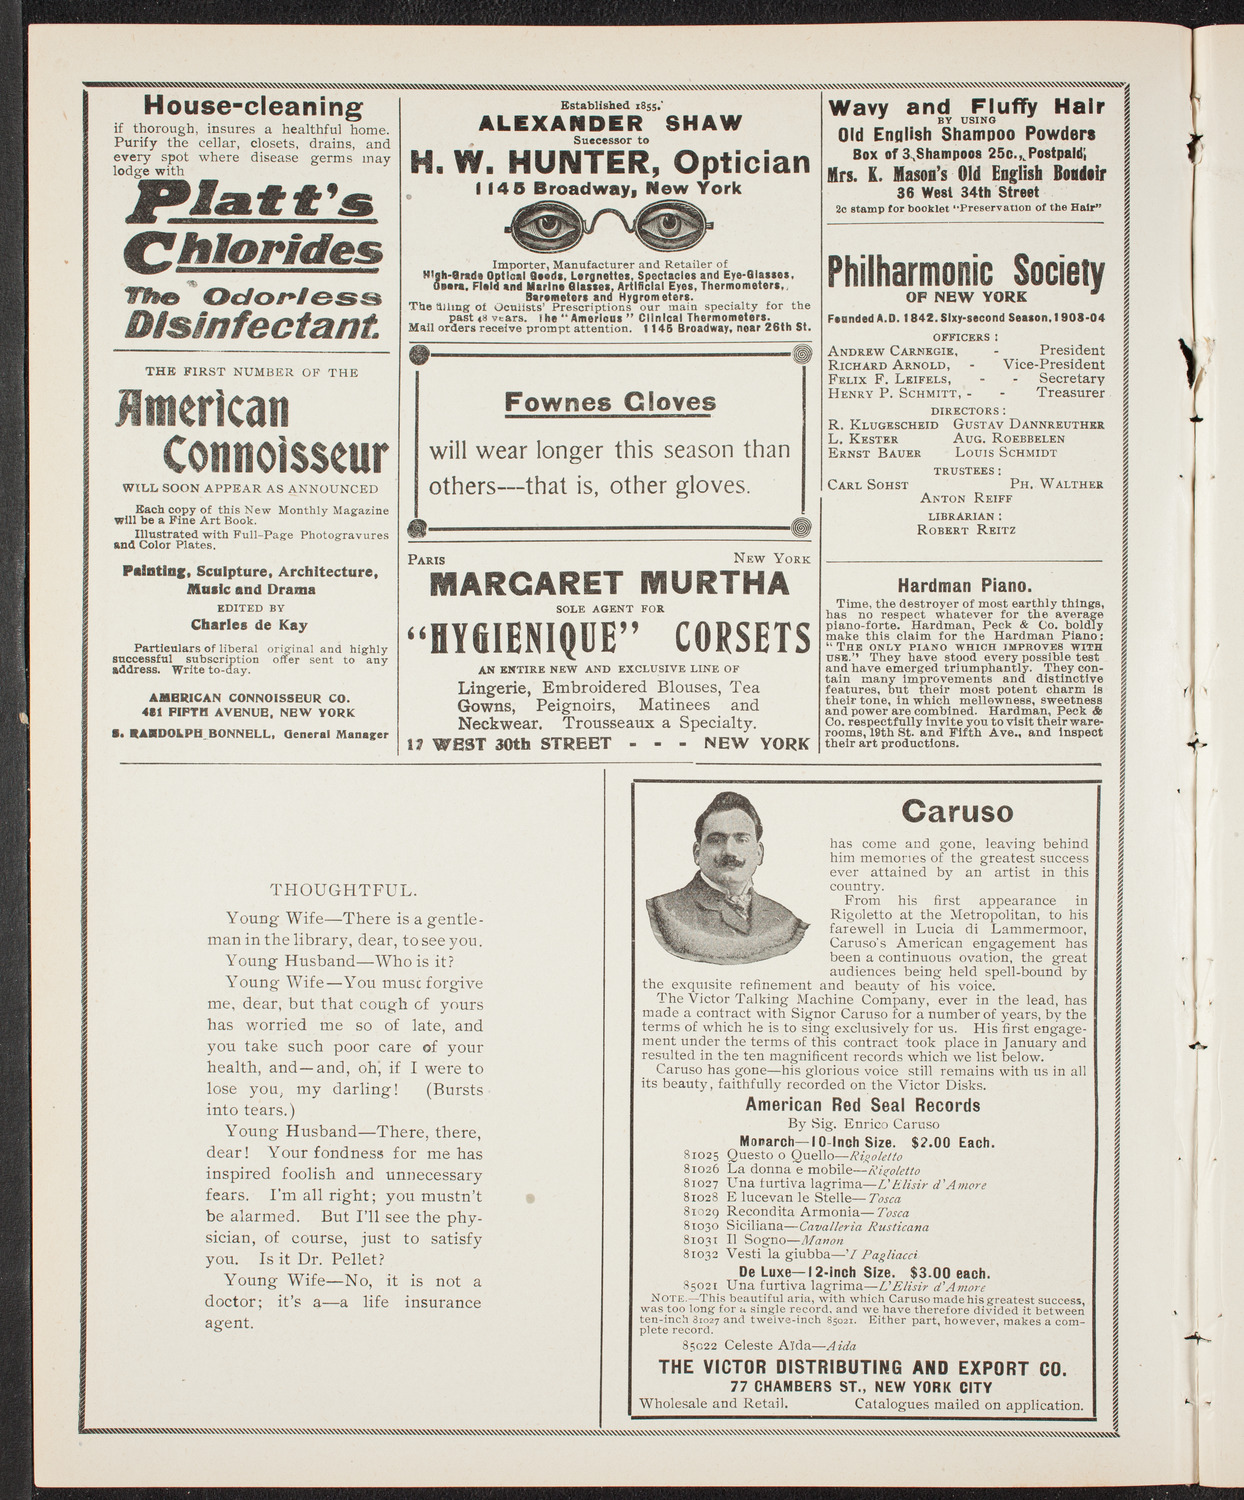 House-cleaning
if thorough, insures a healthful home.
Purify the cellar, closets, drains, and
every spot where disease germs may
lodge with
Platt's
Chlorides
The Odorless
Disinfectant.
THE FIRST NUMBER OF THE
American
Connoisseur
WILL SOON APPEAR AS ANNOUNCED
Each copy of this New Monthly Magazine
will be a Fine Art Book.
Illustrated with Full-Page Photogravures
and Color Plates.
Painting, Sculpture, Architecture,
Music and Drama
EDITED BY
Charles de Kay
Particulars of liberal original and highly
successful subscription offer sent to any
address. Write to-day.
AMERICAN CONNOISSEUR CO.
481 FIFTH AVENUE, NEW YORK
S. RANDOLPH BONNELL, General Manager
Established 1855.
ALEXANDER SHAW
Successor to
H. W. HUNTER, Optician
1145 Broadway, New York
Importer, Manufacturer and Retailer of
High-Grade Optical Goods, Lorgnettes, Spectacles and Eye-Glasses,
Opera, Field and Marine Glasses, Artificial Eyes, Thermometers,
Barometers and Hygrometers.
The filling of Oculists' Prescriptions our main specialty for the
past 48 years. The "Amerious" Clinical Thermometers.
Mail orders receive prompt attention. 1145 Broadway, near 26th St.
Fownes Gloves
will wear longer this season than
others---that is, other gloves.
PARIS NEW YORK
MARGARET MURTHA
SOLE AGENT FOR
"HYGIENIQUE" CORSETS
AN ENTIRE NEW AND EXCLUSIVE LINE OF
Lingerie, Embroidered Blouses, Tea
Gowns, Peignoirs, Matinees and
Neckwear. Trousseaux a Specialty.
17 WEST 30th STREET - - - NEW YORK
Wavy and Fluffy Hair
BY USING
Old English Shampoo Powders
Box of 3 Shampoos 25c., Postpaid;
Mrs. K. Mason's Old English Boudoir
36 West 34th Street
2c stamp for booklet "Preservation of the Hair"
Philharmonic Society
OF NEW YORK
Founded A.D. 1842. Sixy-second Season, 1903-04
OFFICERS:
ANDREW CARNEGIE, - President
RICHARD ARNOLD, - Vice-President
FELIX F. LEIFELS, - - Secretary
HENRY P. SCHMITT, - - Treasurer
DIRECTORS:
R. KLUGESCHEID GUSTAV DANNREUTHER
L. KESTER AUG. ROEBBELEN
ERNST BAUER LOUIS SCHMIDT
TRUSTEES:
CARL SOHST PH. WALTHER
ANTON REIFF
LIBRARIAN:
ROBERT REITZ
Hardman Piano.
Time, the destroyer of most earthly things,
has no respect whatever for the average
piano-forte. Hardman, Peck & Co. boldly
make this claim for the Hardman Piano:
"THE ONLY PIANO WHICH IMPROVES WITH
USE." They have stood every possible test
and have emerged triumphantly. They con-
tain many improvements and distinctive
features, but their most potent charm is
their tone, in which mellowness, sweetness
and power are combined. Hardman, Peck &
Co. respectfully invite you to visit their ware-
rooms, 19th St. and Fifth Ave., and inspect
their art productions.
THOUGHTFUL.
Young Wife—There is a gentle-
man in the library, dear, to see you.
Young Husband—Who is it?
Young Wife—You must forgive
me, dear, but that cough of yours
has worried me so of late, and
you take such poor care of your
health, and—and, oh, if I were to
lose you, my darling! (Bursts
into tears.)
Young Husband—There, there,
dear! Your fondness for me has
inspired foolish and unnecessary
fears. I'm all right; you mustn't
be alarmed. But I'll see the phy-
sician, of course, just to satisfy
you. Is it Dr. Pellet?
Young Wife—No, it is not a
doctor; it's a—a life insurance
agent.
Caruso
has come and gone, leaving behind
him memories of the greatest success
ever attained by an artist in this
country.
From his first appearance in
Rigoletto at the Metropolitan, to his
farewell in Lucia di Lammermoor,
Caruso's American engagement has
been a continuous ovation, the great
audiences being held spell-bound by
the exquisite refinement and beauty of his voice.
The Victor Talking Machine Company, ever in the lead, has
made a contract with Signor Caruso for a number of years, by the
terms of which he is to sing exclusively for us. His first engage-
ment under the terms of this contract took place in January and
resulted in the ten magnificent records which we list below.
Caruso has gone—his glorious voice still remains with us in all
its beauty, faithfully recorded on the Victor Disks.
American Red Seal Records
By Sig. Enrico Caruso
Monarch—10-Inch Size. $2.00 Each.
81025 Questo o Quello—Rigoletto
81026 La donna e mobile—Rigoletto
81027 Una furtiva lagrima—L'Elisir d'Amore
81028 E lucevan le Stelle—Tosca
81029 Recondita Armonia—Tosca
81030 Siciliana—Cavalleria Rusticana
81031 Il Sogno—Manon
81032 Vesti la giubba—'I Pagliacci
De Luxe—12-inch Size. $3.00 each.
85021 Una furtiva lagrima—L'Elisir d'Amore
NOTE.—This beautiful aria, with which Caruso made his greatest success,
was too long for a single record, and we have therefore divided it between
ten-inch 81027 and twelve-inch 85021. Either part, however, makes a com-
plete record.
85022 Celeste Aïda—Aida
THE VICTOR DISTRIBUTING AND EXPORT CO.
77 CHAMBERS ST., NEW YORK CITY
Wholesale and Retail. Catalogues mailed on application.